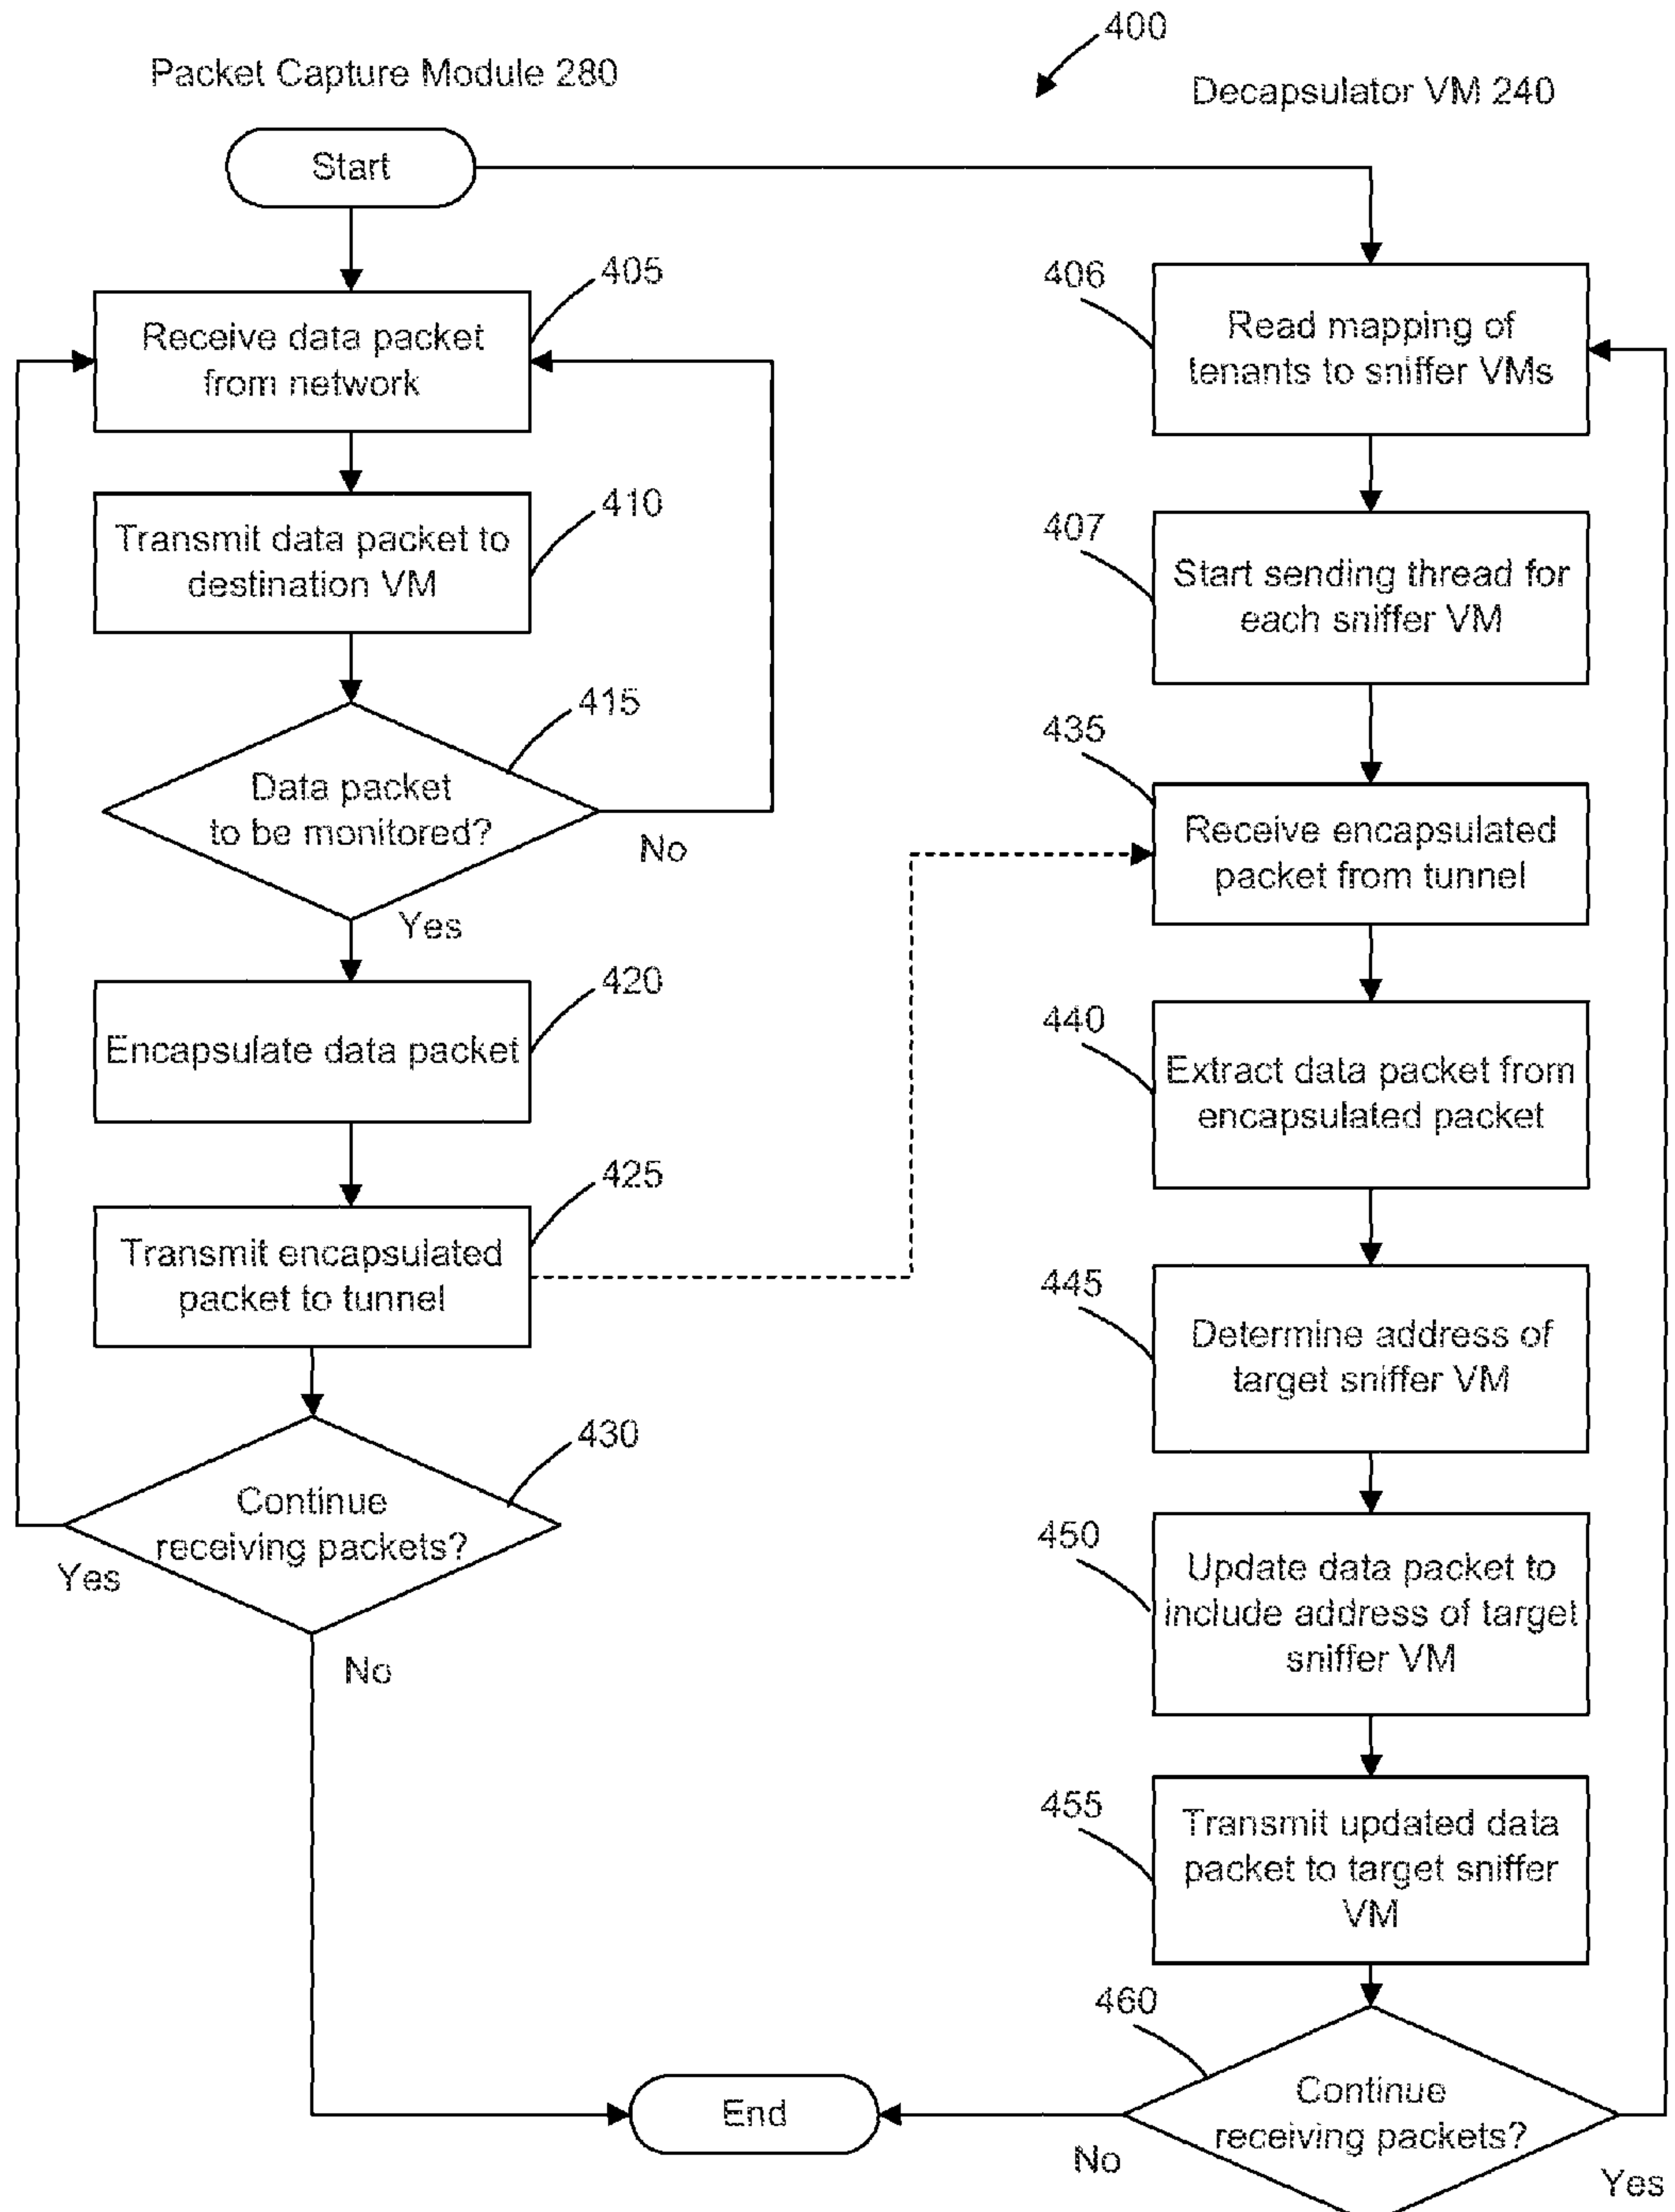 400
Packet Capture Module 280
Decapsulator VM 240
Start
405
Receive data packet
from network
410
Transmit data packet to
destination VM
415
Data packet
to be monitored?
No
Yes
420
Encapsulate data packet
425
Transmit encapsulated
packet to tunnel
430
Continue
receiving packets?
Yes
No
406
Read mapping of
tenants to sniffer VMs
407
Start sending thread for
each sniffer VM
435
Receive encapsulated
packet from tunnel
440
Extract data packet from
encapsulated packet
445
Determine address of
target sniffer VM
450
Update data packet to
include address of target
sniffer VM
455
Transmit updated data
packet to target sniffer
VM
460
Continue
receiving packets?
No
Yes
End